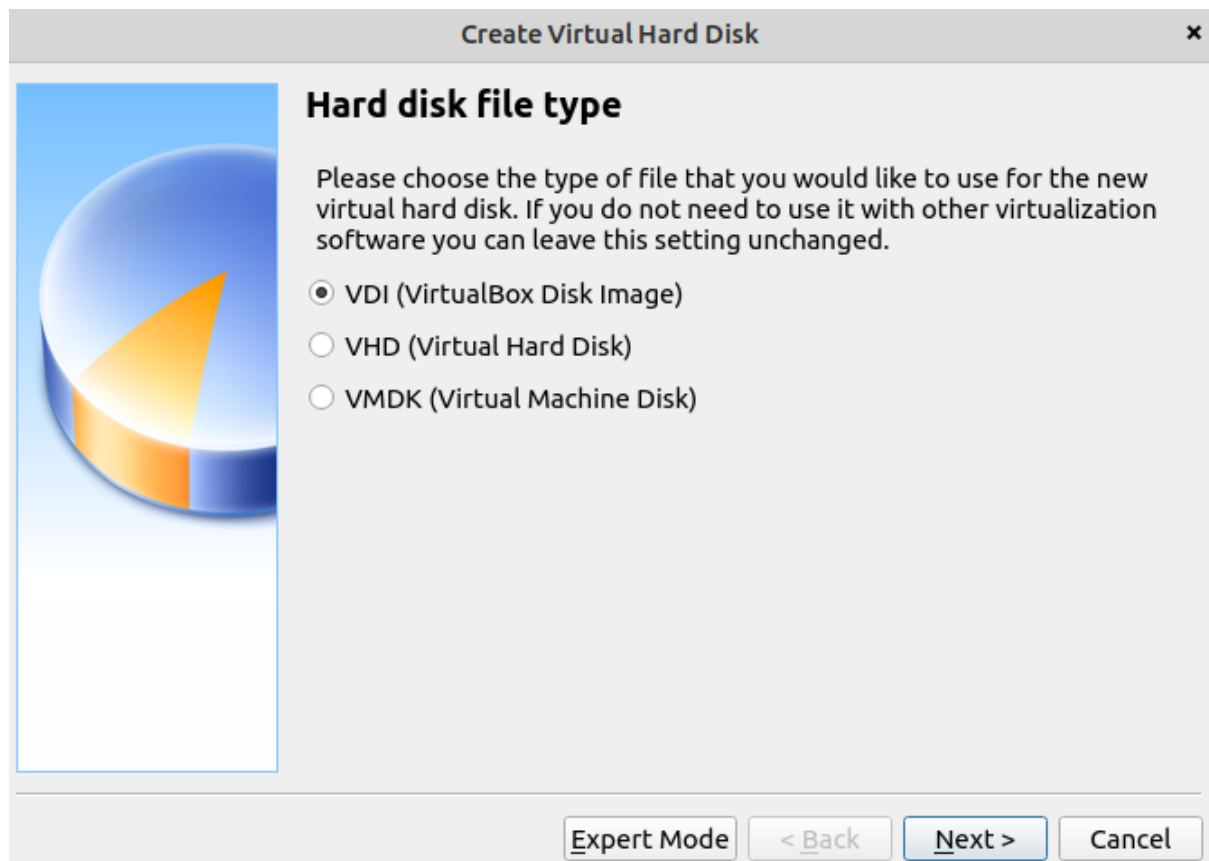 Create Virtual Hard Disk
Hard disk file type
Please choose the type of file that you would like to use for the new
virtual hard disk. If you do not need to use it with other virtualization
software you can leave this setting unchanged.
VDI (VirtualBox Disk Image)
VHD (Virtual Hard Disk)
VMDK (Virtual Machine Disk)
Expert Mode
< Back
Next >
Cancel